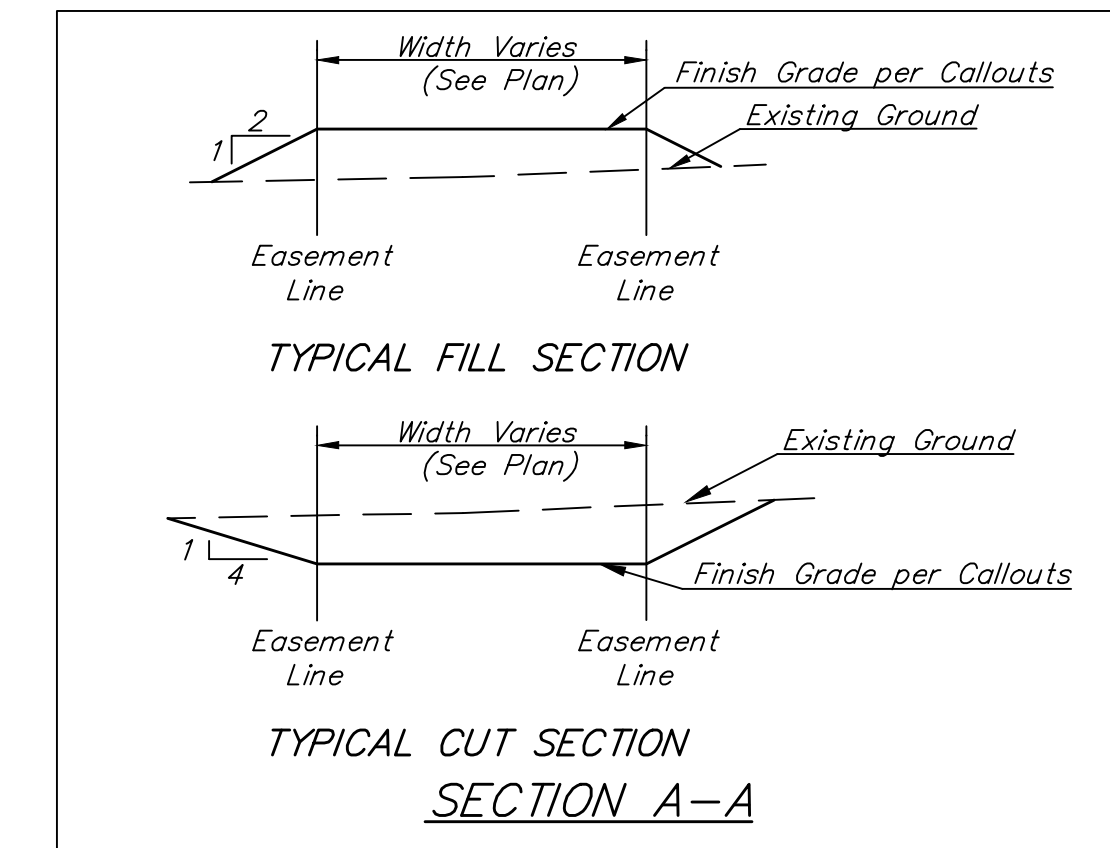 Width Varies
(See Plan)
Finish Grade per Callouts
Existing Ground
2
1
Easement
Line
Easement
Line
TYPICAL FILL SECTION
Width Varies
(See Plan)
Existing Ground
1
4
Finish Grade per Callouts
Easement
Line
Easement
Line
TYPICAL CUT SECTION
SECTION A-A